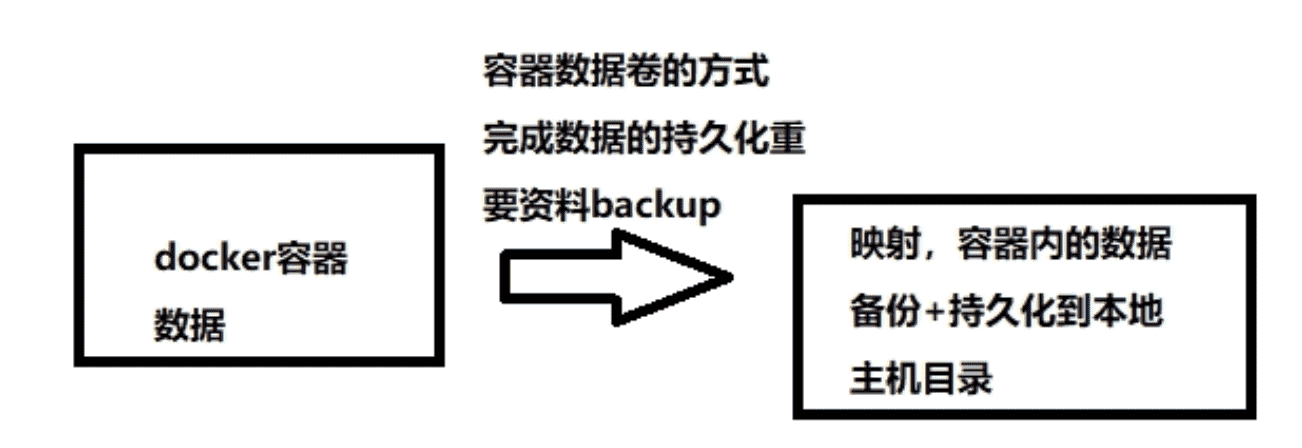 容器数据卷的方式
完成数据的持久化重
要资料backup
docker容器
数据
映射，容器内的数据
备份+持久化到本地
主机目录